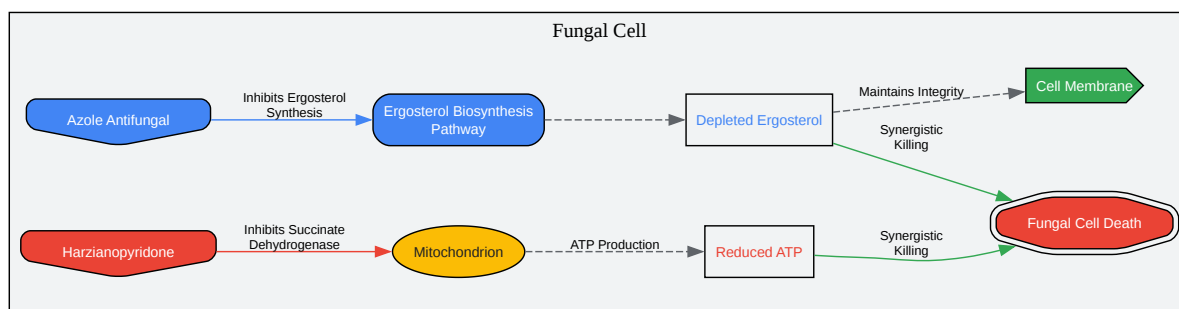 Fungal Cell
Azole Antifungal
Inhibits Ergosterol
Synthesis
Ergosterol Biosynthesis
Pathway
Depleted Ergosterol
Maintains Integrity
Cell Membrane
Synergistic
Killing
Harzianopyridone
Inhibits Succinate
Dehydrogenase
Mitochondrion
ATP Production
Reduced ATP
Synergistic
Killing
Fungal Cell Death